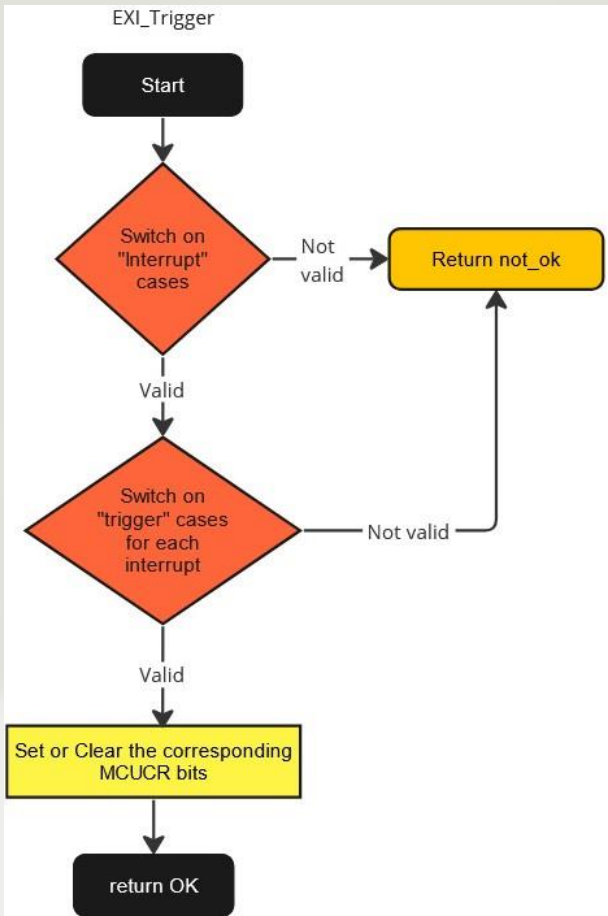 EXI_Trigger
Start
Switch on
"Interrupt"
cases
Not
valid
Return not_ok
Valid
Switch on
"trigger" cases
for each
interrupt
Not valid
Valid
Set or Clear the corresponding
MCUCR bits
return OK